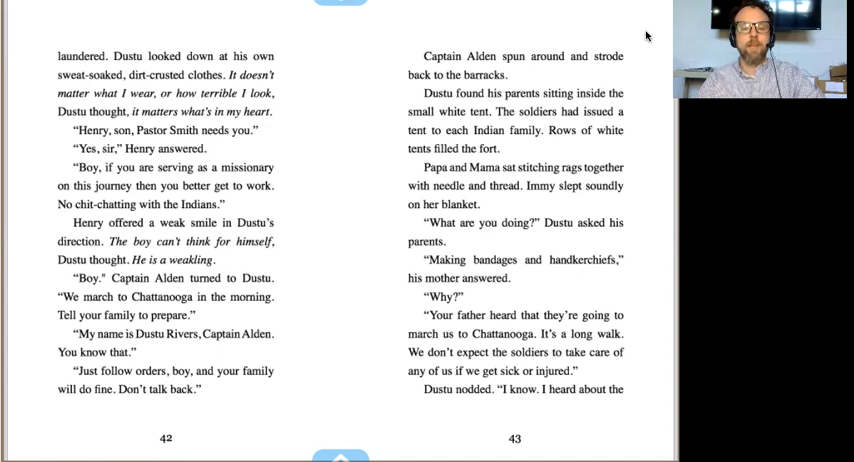 laundered. Dustu looked down at his own
sweat-soaked, dirt-crusted clothes. It doesn't
matter what I wear, or how terrible I look,
Dustu thought, it matters what's in my heart.
“Henry, son, Pastor Smith needs you.”
“Yes, sir,” Henry answered.
“Boy, if you are serving as a missionary
on this journey then you better get to work.
No chit-chatting with the Indians.”
Henry offered a weak smile in Dustu's
direction. The boy can't think for himself,
Dustu thought. He is a weakling.
“Boy." Captain Alden turned to Dustu.
“We march to Chattanooga in the morning.
Tell your family to prepare.”
“My name is Dustu Rivers, Captain Alden.
You know that.”
“Just follow orders, boy, and your family
will do fine. Don't talk back.”
42
Captain Alden spun around and strode
back to the barracks.
Dustu found his parents sitting inside the
small white tent. The soldiers had issued a
tent to each Indian family. Rows of white
tents filled the fort.
Papa and Mama sat stitching rags together
with needle and thread. Immy slept soundly
on her blanket.
“What are you doing?” Dustu asked his
parents.
“Making bandages and handkerchiefs,”
his mother answered.
“Why?”
“Your father heard that they're going to
march us to Chattanooga. It's a long walk.
We don't expect the soldiers to take care of
any of us if we get sick or injured.”
Dustu nodded. “I know. I heard about the
43